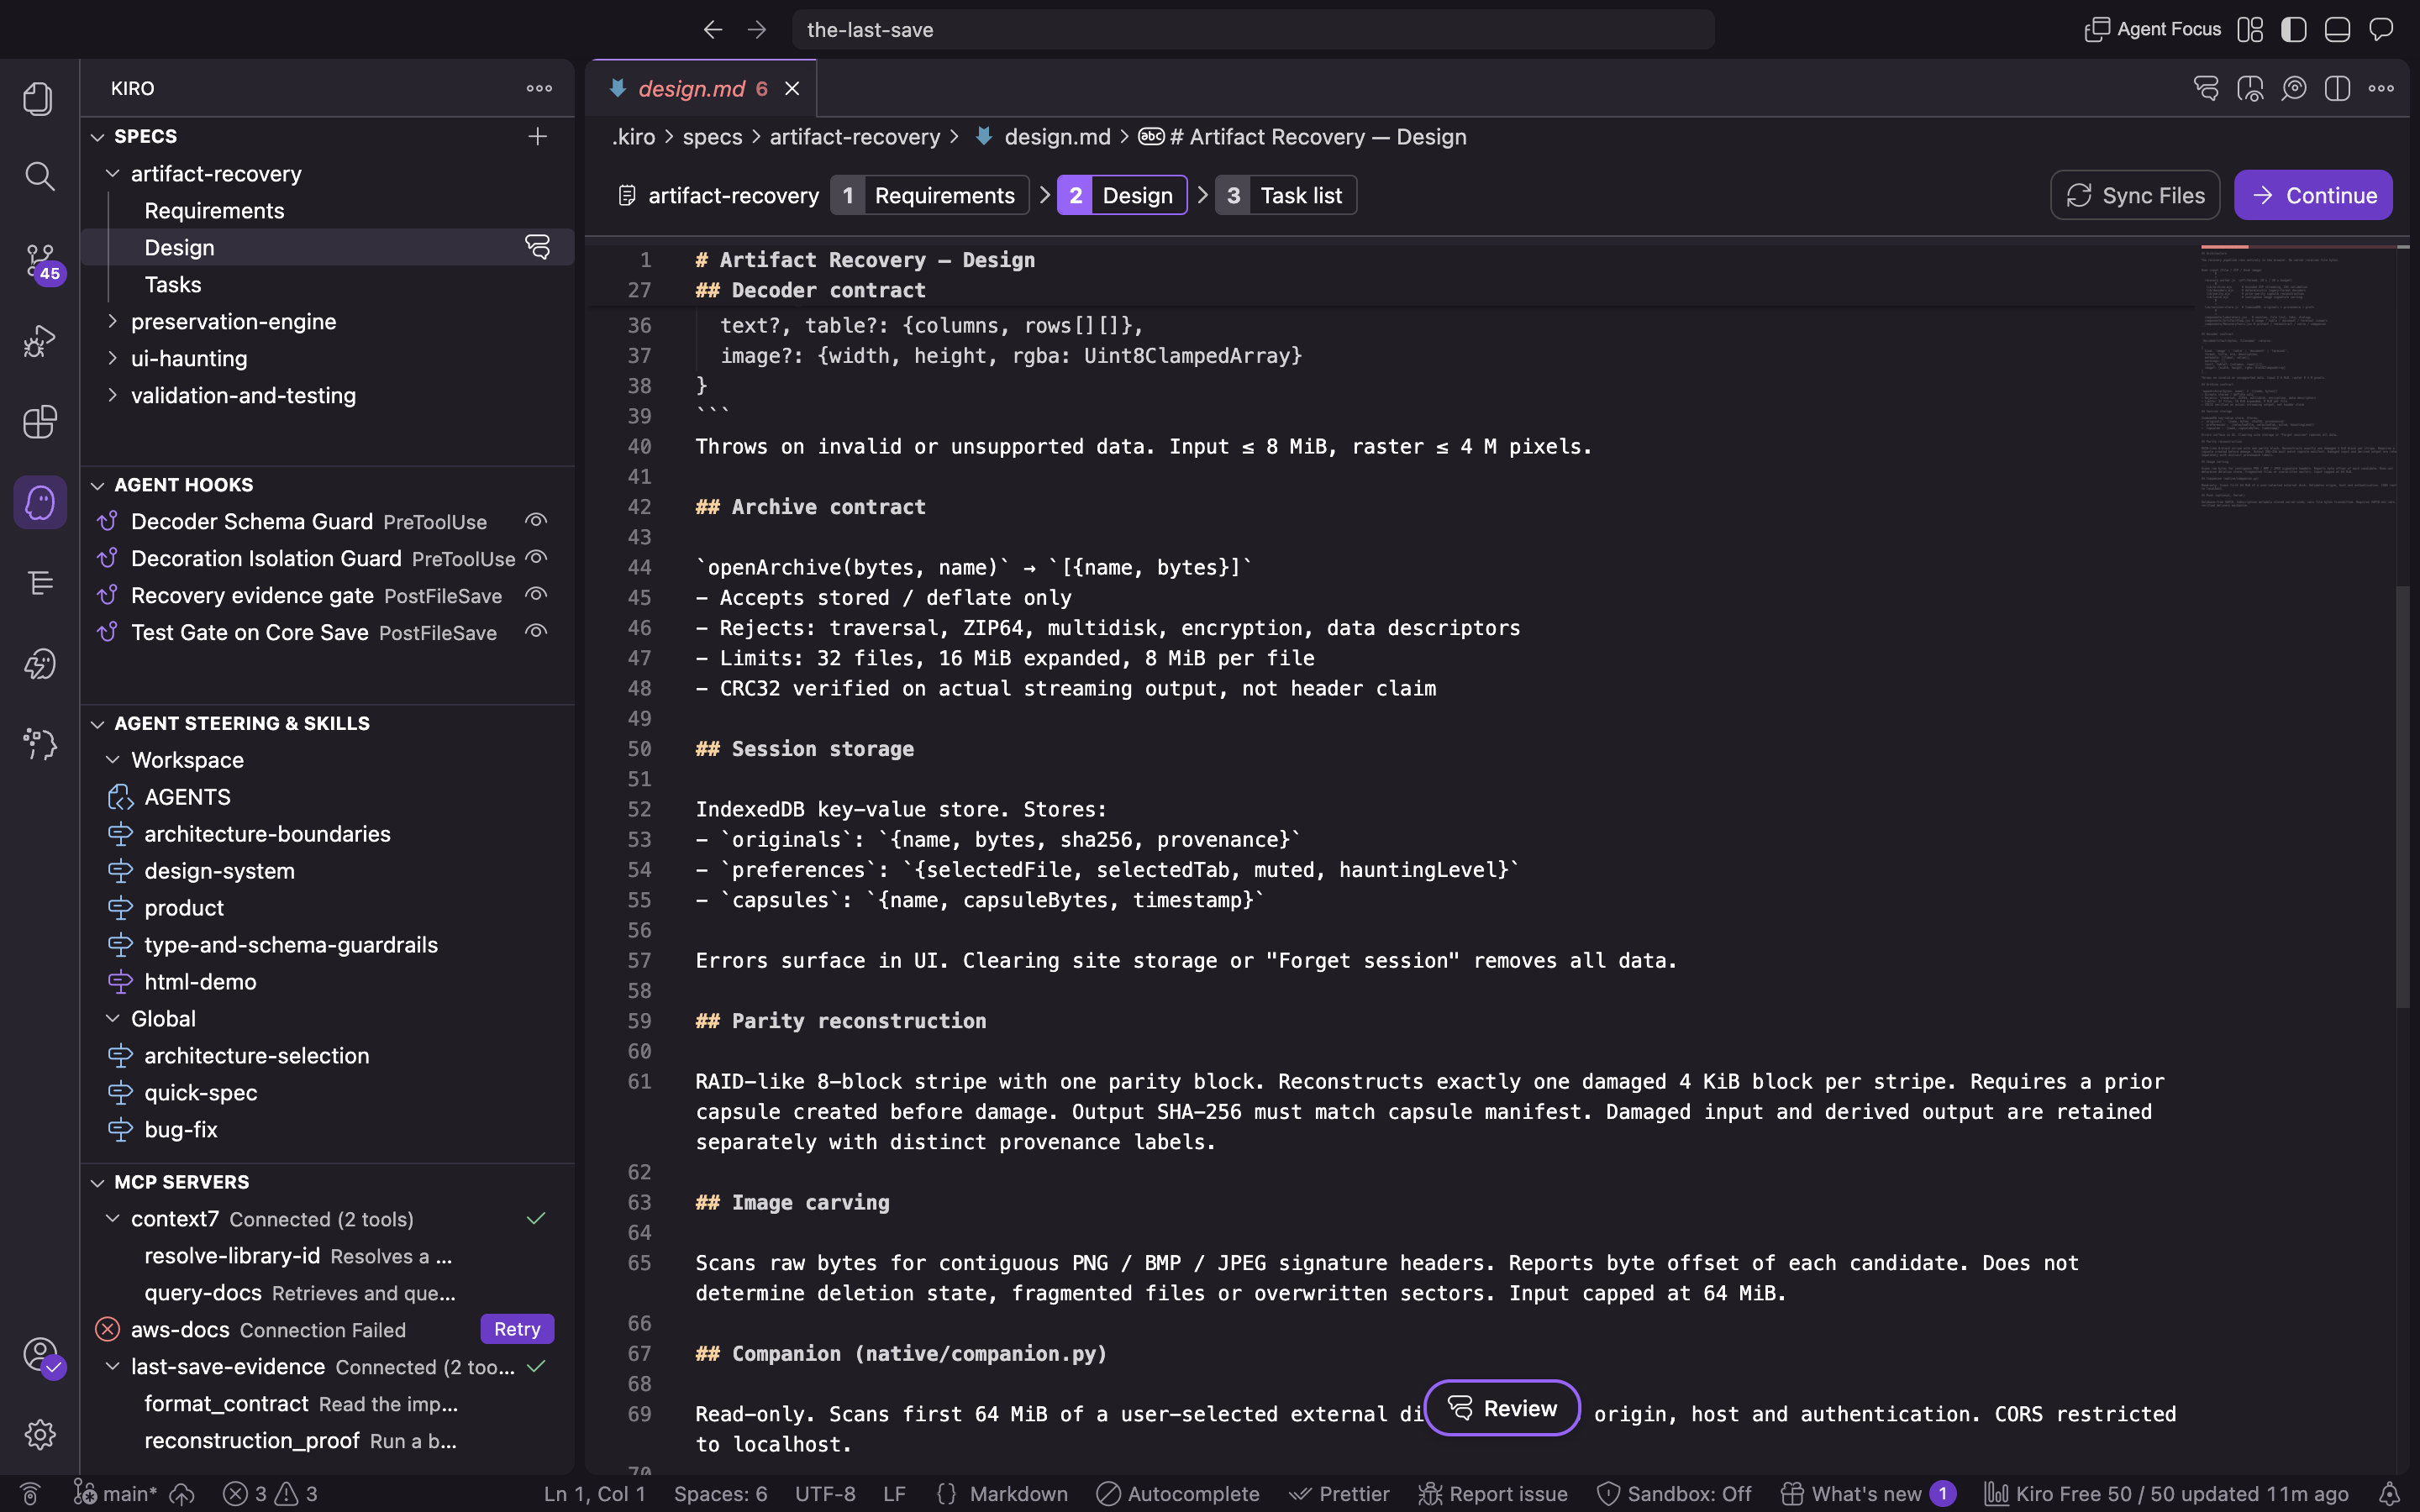 the-last-save
Agent Focus
KIRO
SPECS
artifact-recovery
Requirements
Design
Tasks
preservation-engine
ui-haunting
validation-and-testing
45
AGENT HOOKS
Decoder Schema Guard PreToolUse
Decoration Isolation Guard PreToolUse
Recovery evidence gate PostFileSave
Test Gate on Core Save PostFileSave
AGENT STEERING & SKILLS
Workspace
AGENTS
architecture-boundaries
design-system
product
type-and-schema-guardrails
html-demo
Global
architecture-selection
quick-spec
bug-fix
MCP SERVERS
context7 Connected (2 tools)
resolve-library-id Resolves a ...
query-docs Retrieves and que...
aws-docs Connection Failed Retry
last-save-evidence Connected (2 too...
format_contract Read the imp...
reconstruction_proof Run a b...
design.md 6
.kiro > specs > artifact-recovery > design.md > abc # Artifact Recovery — Design
artifact-recovery 1 Requirements > 2 Design > 3 Task list
Sync Files
Continue
1 # Artifact Recovery — Design
27 ## Decoder contract
36 text?, table?: {columns, rows[][]},
37 image?: {width, height, rgba: Uint8ClampedArray}
38 }
39 ```
40 Throws on invalid or unsupported data. Input ≤ 8 MiB, raster ≤ 4 M pixels.
41
42 ## Archive contract
43
44 `openArchive(bytes, name)` → `[{name, bytes}]`
45 - Accepts stored / deflate only
46 - Rejects: traversal, ZIP64, multidisk, encryption, data descriptors
47 - Limits: 32 files, 16 MiB expanded, 8 MiB per file
48 - CRC32 verified on actual streaming output, not header claim
49
50 ## Session storage
51
52 IndexedDB key-value store. Stores:
53 - `originals`: `{name, bytes, sha256, provenance}`
54 - `preferences`: `{selectedFile, selectedTab, muted, hauntingLevel}`
55 - `capsules`: `{name, capsuleBytes, timestamp}`
56
57 Errors surface in UI. Clearing site storage or "Forget session" removes all data.
58
59 ## Parity reconstruction
60
61 RAID-like 8-block stripe with one parity block. Reconstructs exactly one damaged 4 KiB block per stripe. Requires a prior
capsule created before damage. Output SHA-256 must match capsule manifest. Damaged input and derived output are retained
separately with distinct provenance labels.
62
63 ## Image carving
64
65 Scans raw bytes for contiguous PNG / BMP / JPEG signature headers. Reports byte offset of each candidate. Does not
determine deletion state, fragmented files or overwritten sectors. Input capped at 64 MiB.
66
67 ## Companion (native/companion.py)
68
69 Read-only. Scans first 64 MiB of a user-selected external di origin, host and authentication. CORS restricted
to localhost.
70
Review
main* 3 3 Ln 1, Col 1 Spaces: 6 UTF-8 LF {} Markdown Autocomplete Prettier Report issue Sandbox: Off What's new 1 Kiro Free 50 / 50 updated 11m ago